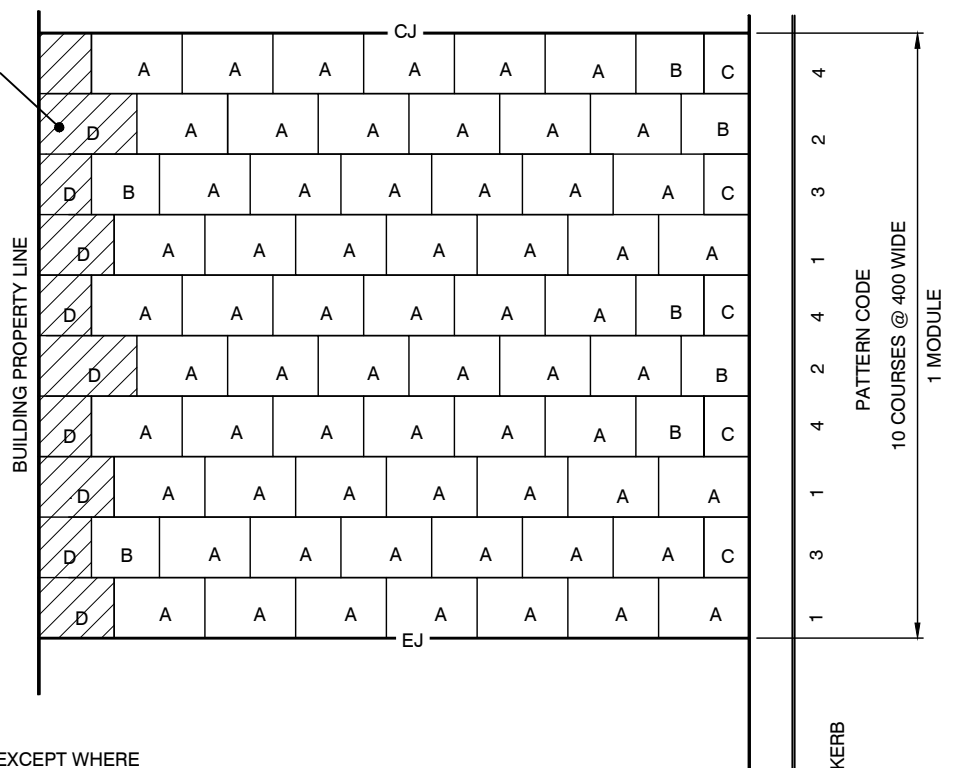 CJ
A A A A A A B C 4
D A A A A A A B 2
D B A A A A A A C 3
D A A A A A A A 1
D A A A A A A B C 4
D A A A A A A B 2
D A A A A A A B C 4
D A A A A A A A 1
D B A A A A A A C 3
D A A A A A A A 1
EJ
BUILDING PROPERTY LINE
PATTERN CODE
10 COURSES @ 400 WIDE
1 MODULE
EXCEPT WHERE
KERB